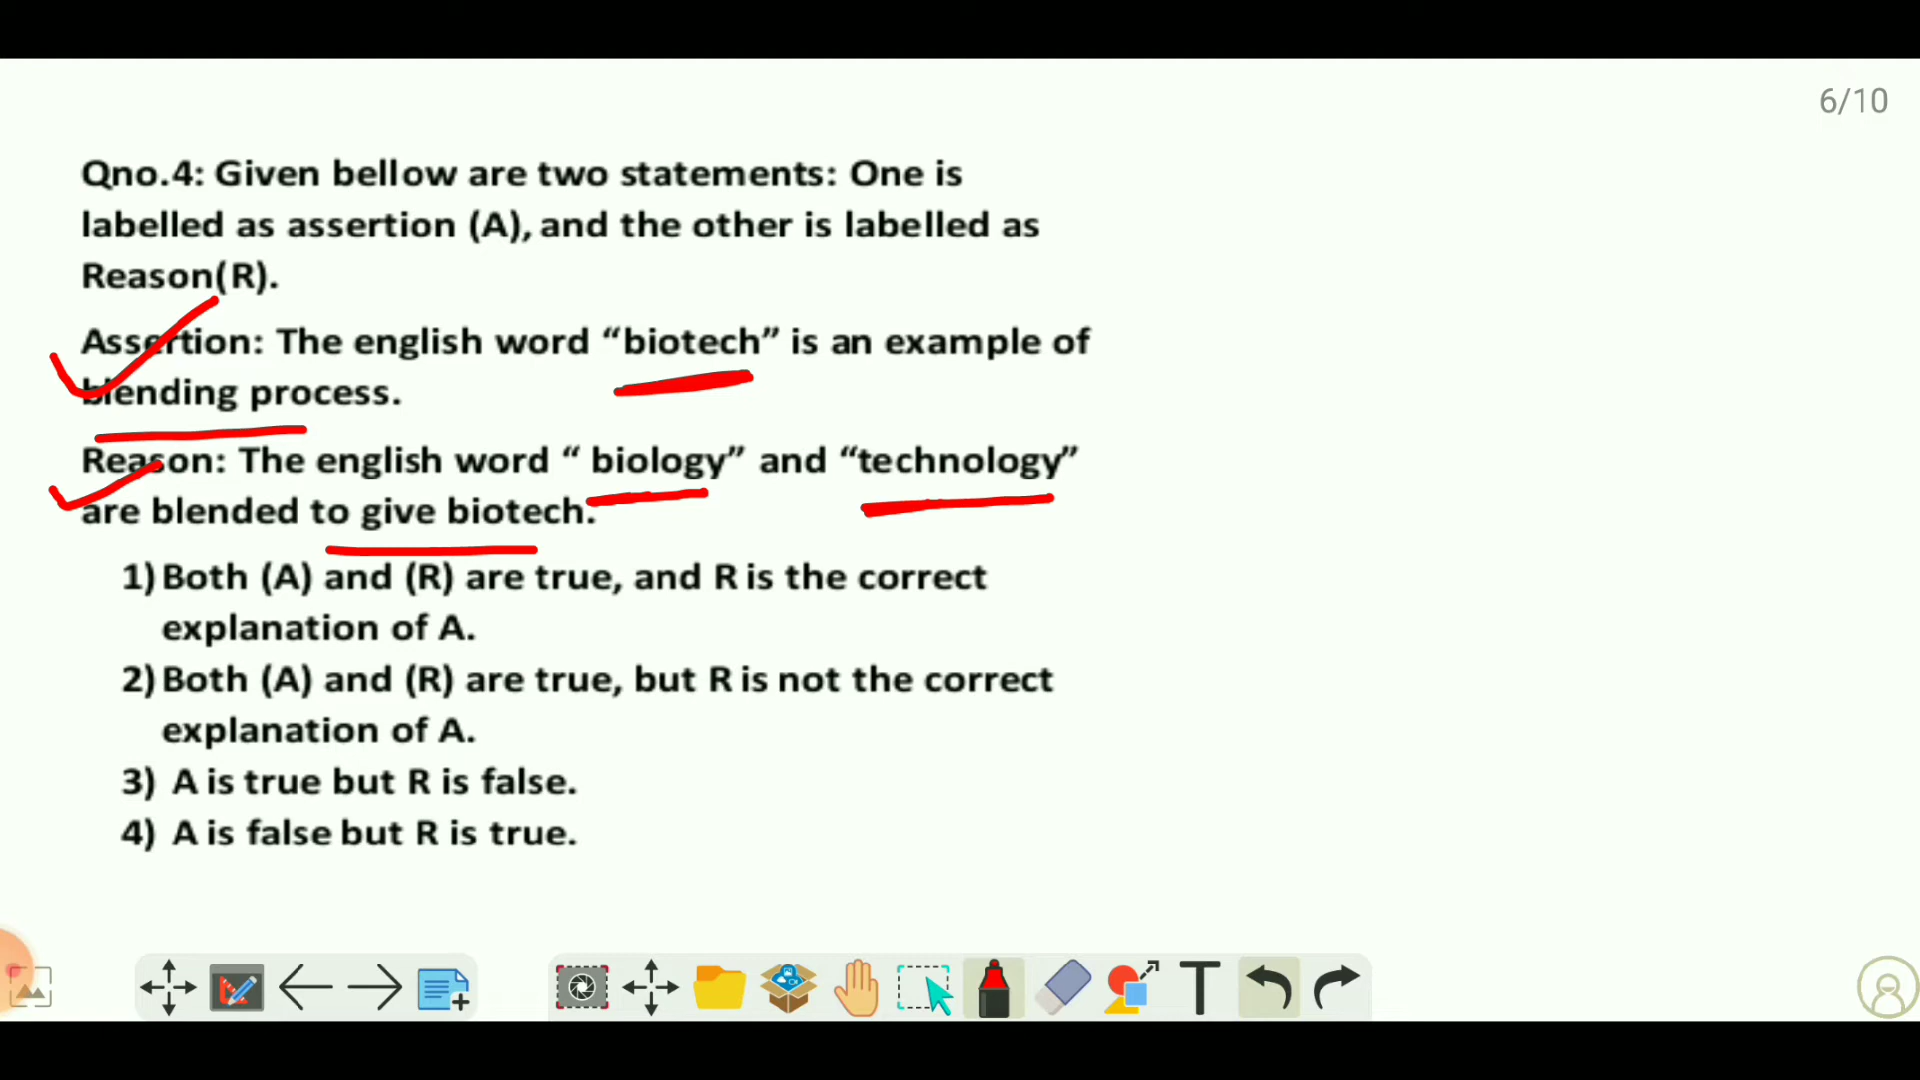 6/10
Qno.4: Given bellow are two statements: One is
labelled as assertion (A), and the other is labelled as
Reason(R).
Assertion: The english word “biotech” is an example of
blending process.
Reason: The english word “ biology” and “technology”
are blended to give biotech.
1) Both (A) and (R) are true, and R is the correct
explanation of A.
2) Both (A) and (R) are true, but R is not the correct
explanation of A.
3) A is true but R is false.
4) A is false but R is true.
T